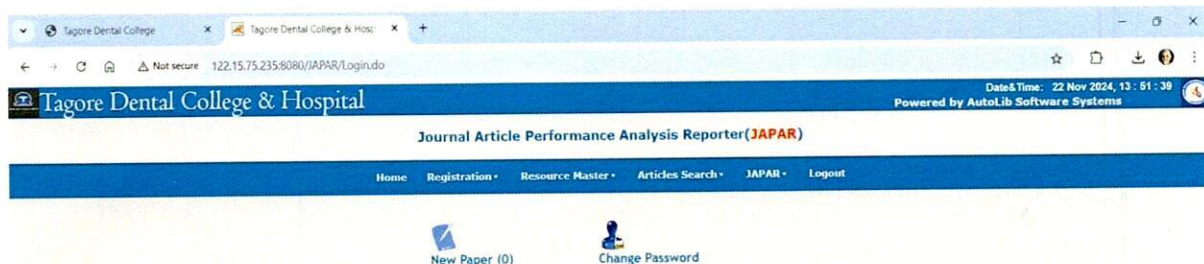 Tagore Dental College
Tagore Dental College & Hosp
Not secure 122.15.75.235:8080/JAPAR/Login.do
Tagore Dental College & Hospital
Date&Time: 22 Nov 2024, 13 : 51 : 39
Powered by AutoLib Software Systems
Journal Article Performance Analysis Reporter(JAPAR)
Home Registration Resource Master Articles Search JAPAR Logout
New Paper (0) Change Password